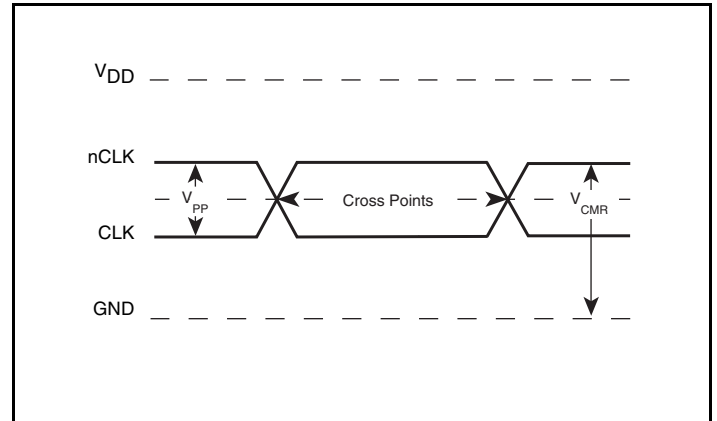 VDD
nCLK
VPP
Cross Points
VCMR
CLK
GND